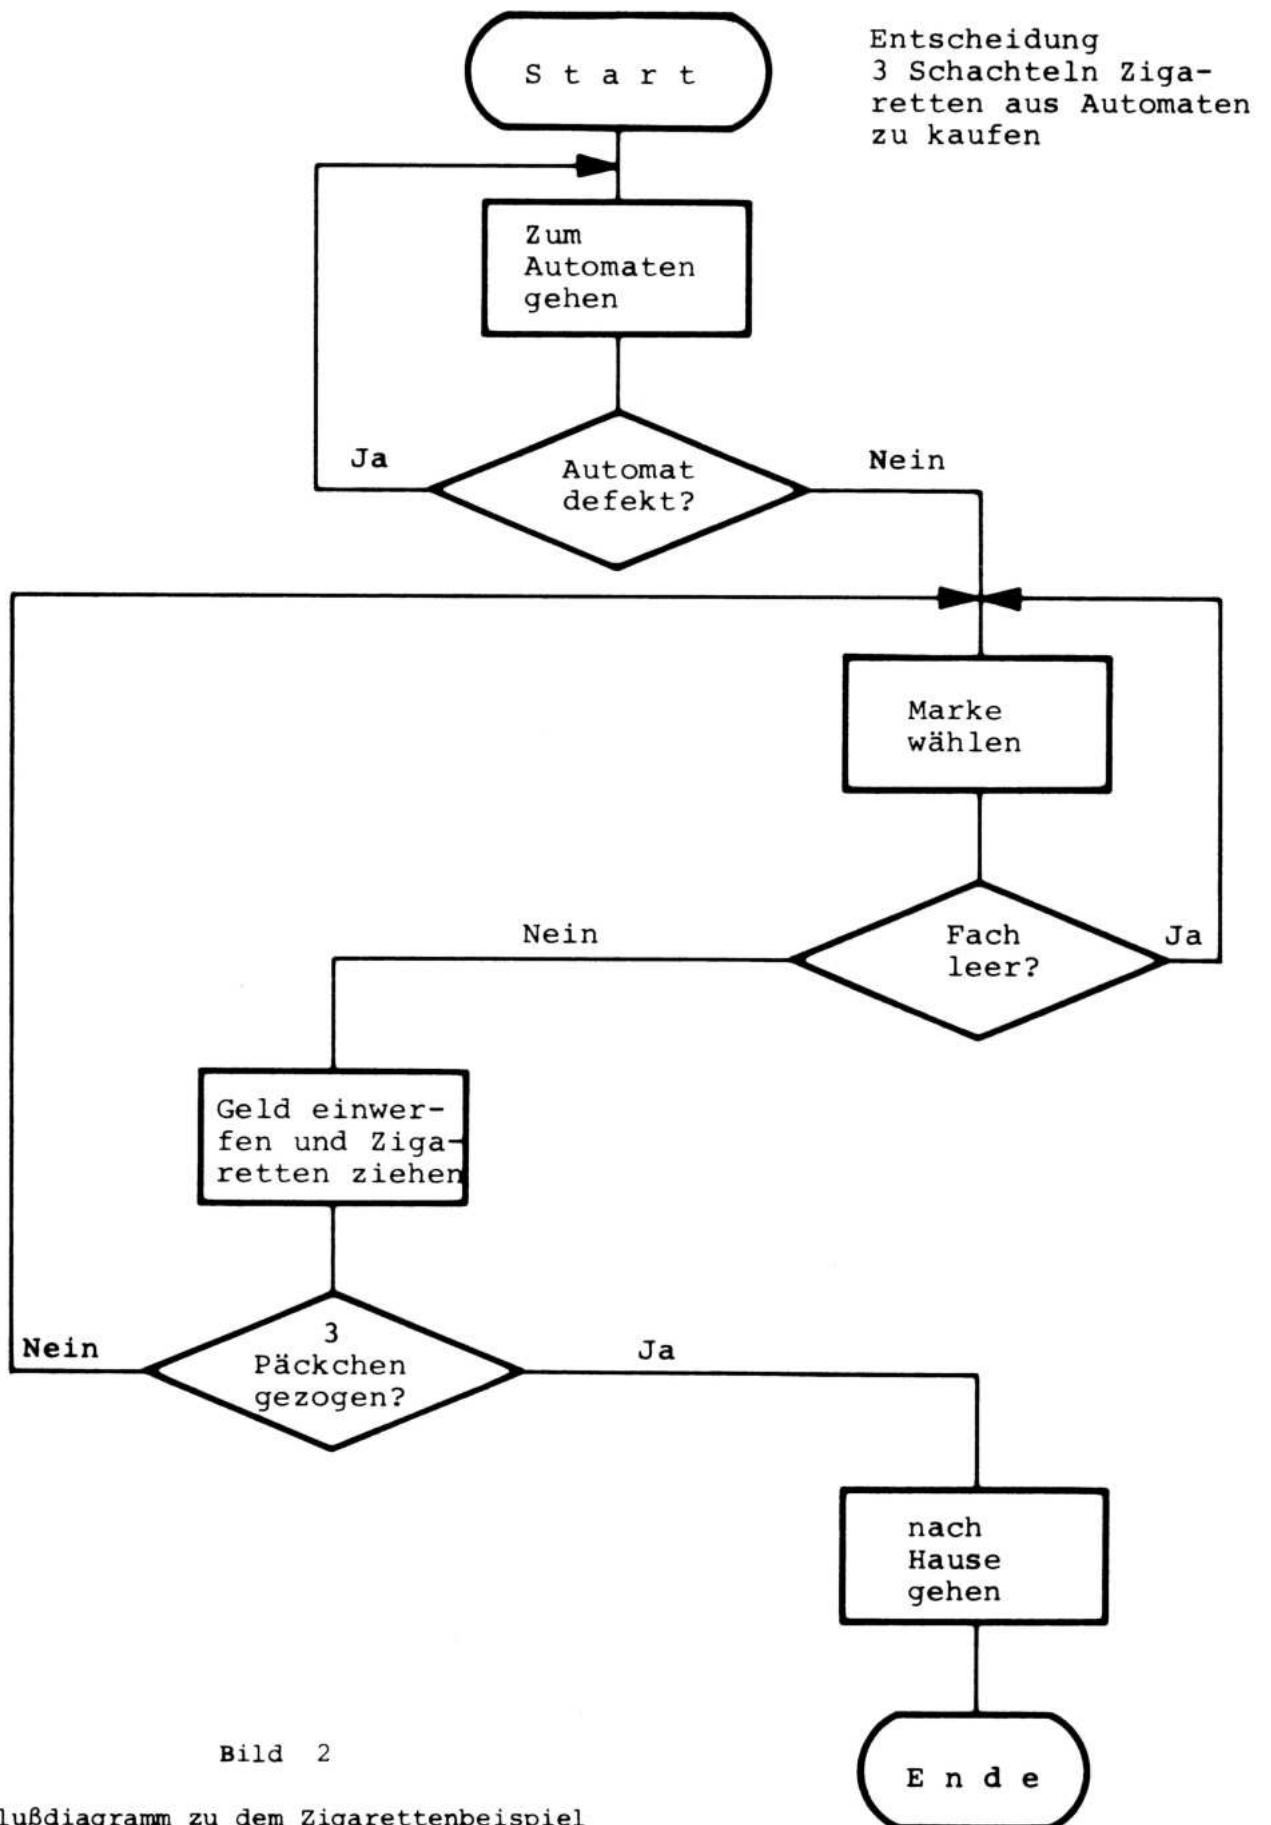 S t a r t
Entscheidung
3 Schachteln Ziga-
retten aus Automaten
zu kaufen
Zum
Automaten
gehen
Ja
Automat
defekt?
Nein
Marke
wählen
Nein
Fach
leer?
Ja
Geld einwer-
fen und Ziga-
retten ziehen
Nein
3
Päckchen
gezogen?
Ja
nach
Hause
gehen
Bild 2
E n d e
lußdiagramm zu dem Zigarettenbeispiel